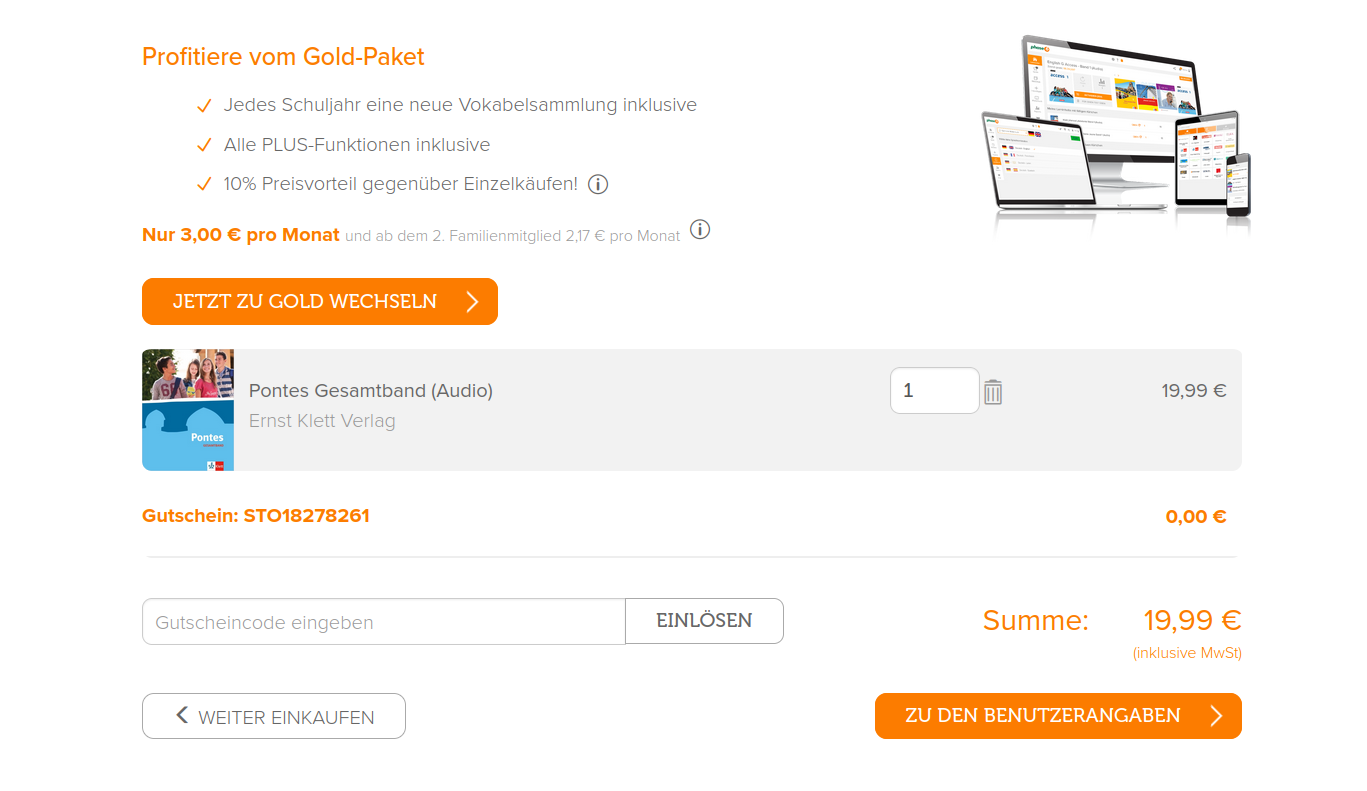 Profitiere vom Gold-Paket
Jedes Schuljahr eine neue Vokabelsammlung inklusive
Alle PLUS-Funktionen inklusive
10% Preisvorteil gegenüber Einzelkäufen!
Nur 3,00 € pro Monat und ab dem 2. Familienmitglied 2,17 € pro Monat
JETZT ZU GOLD WECHSELN
Pontes Gesamtband (Audio) 1 19,99 €
Ernst Klett Verlag
Pontes
Gutschein: STO18278261 0,00 €
Gutscheincode eingeben EINLÖSEN Summe: 19,99 €
(inklusive MwSt)
WEITER EINKAUFEN ZU DEN BENUTZERANGABEN